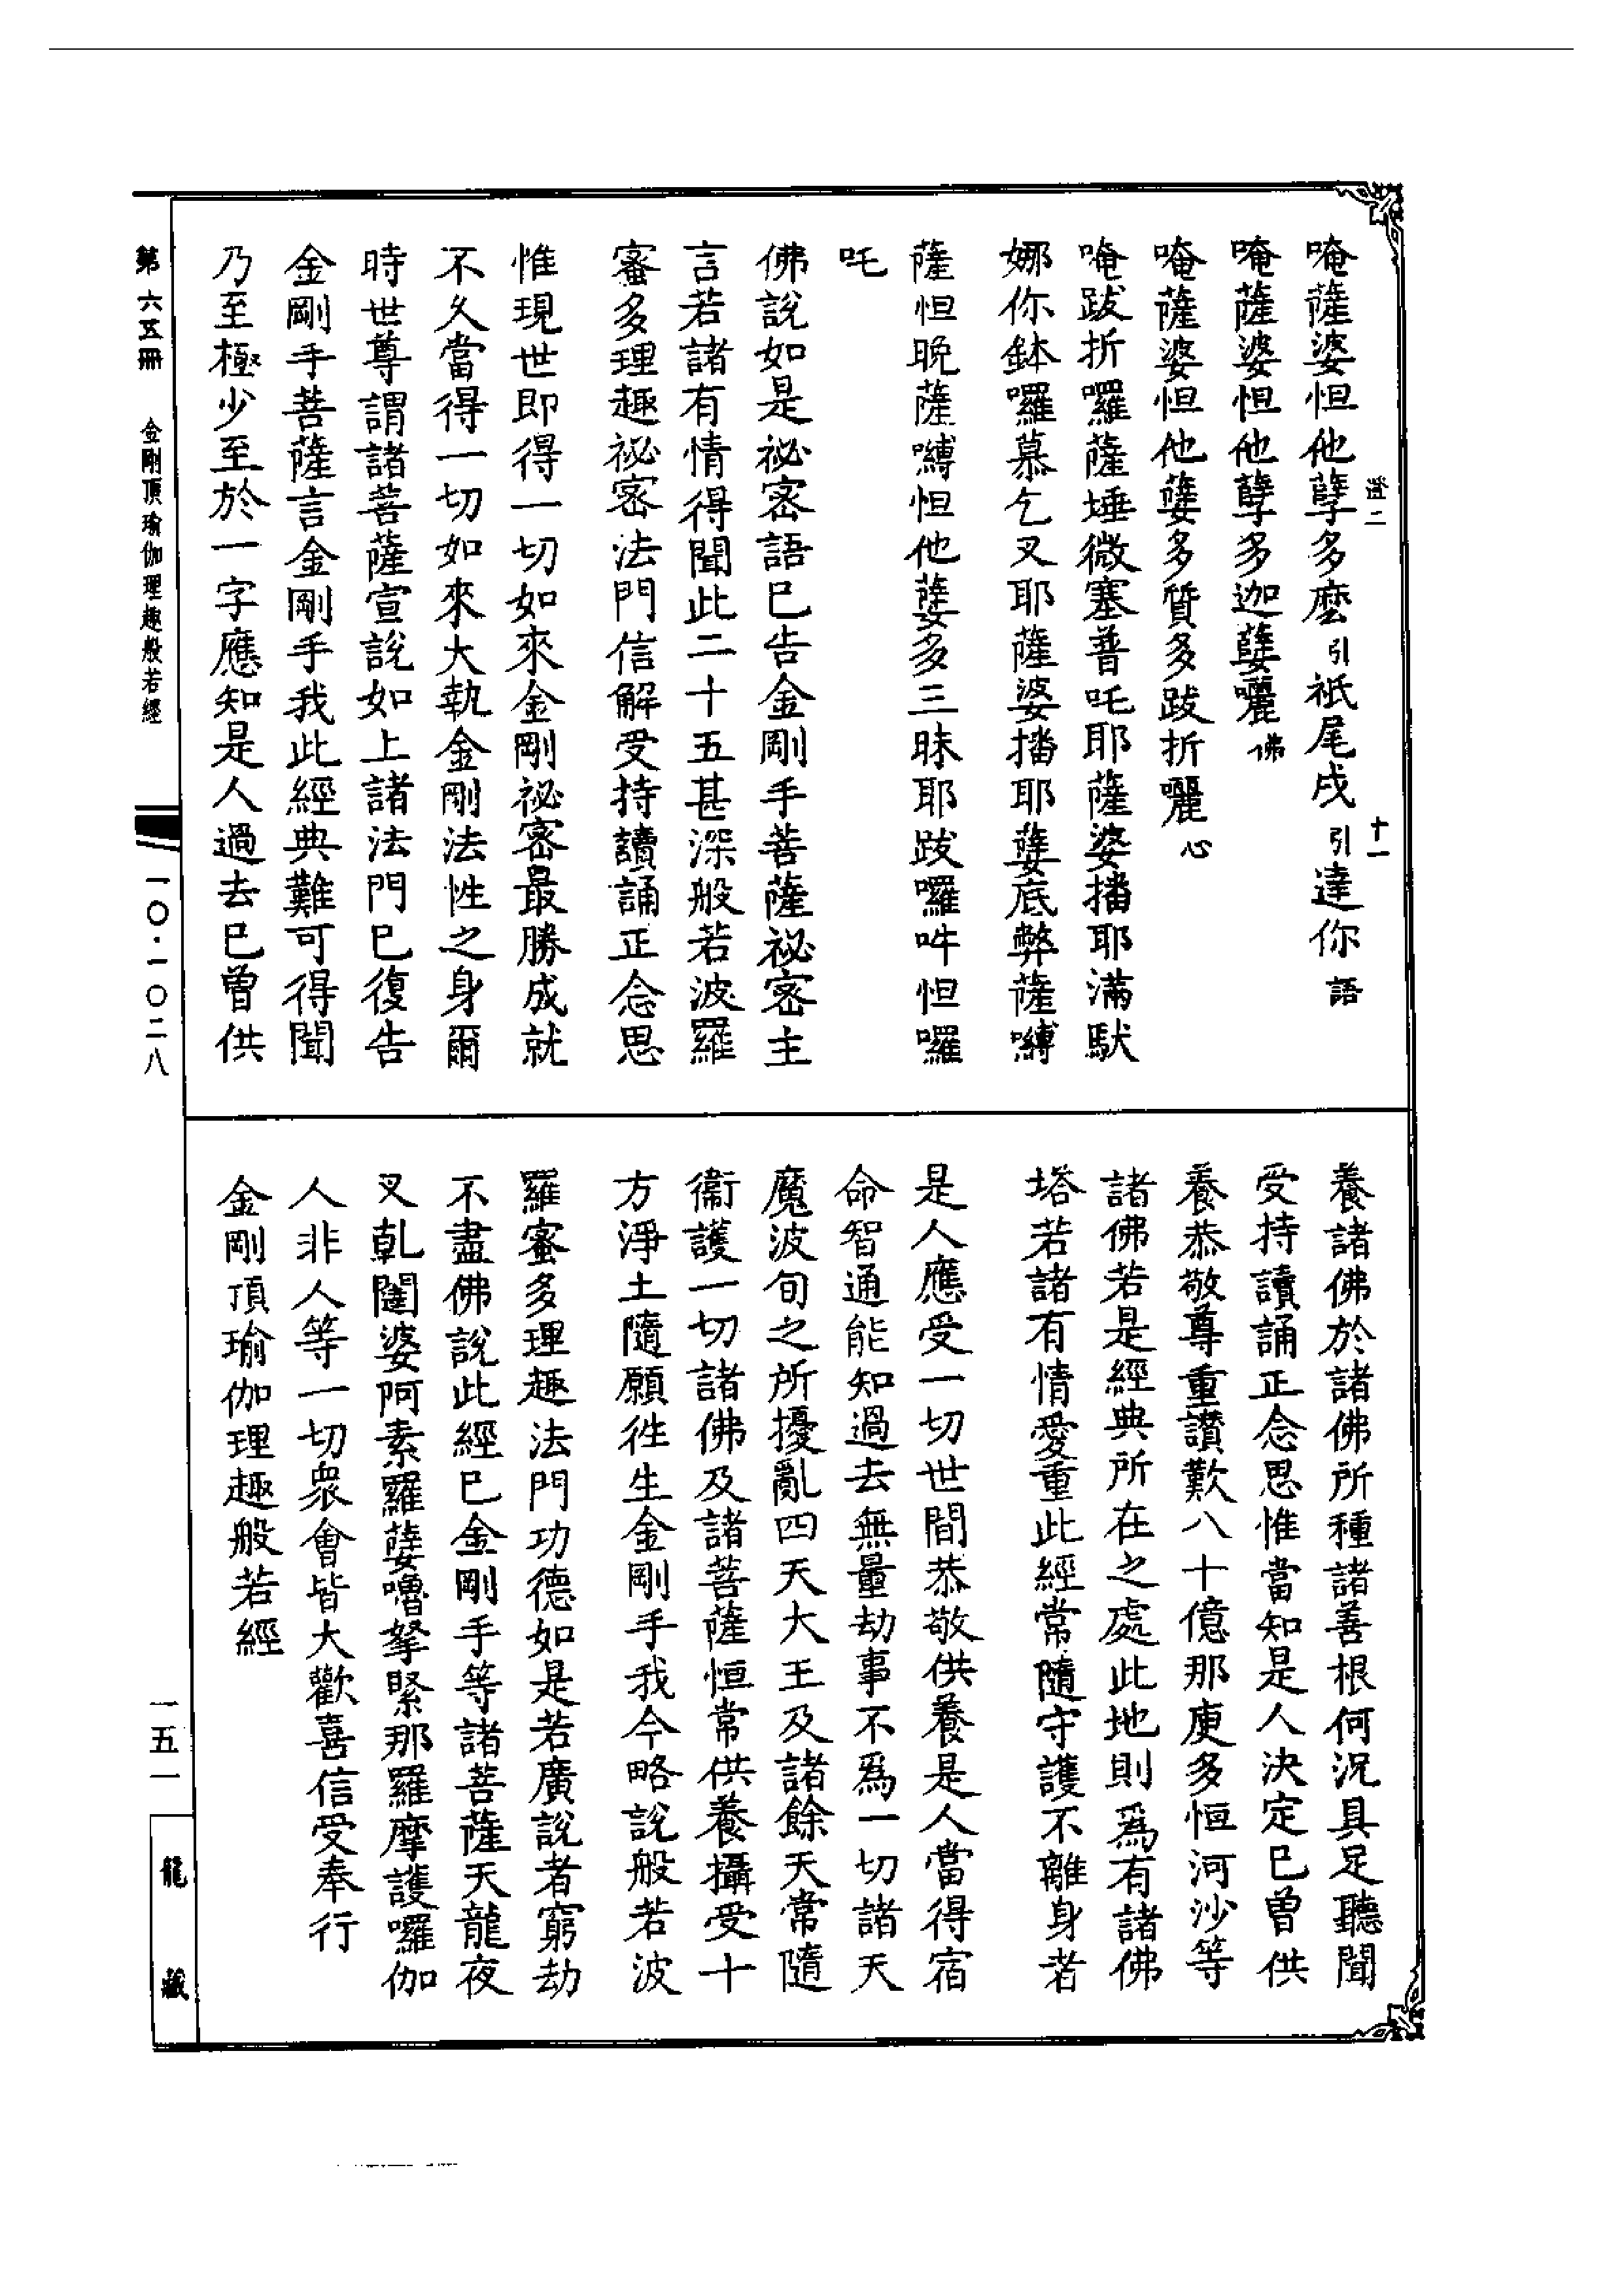 澄二　十一
唵薩婆怛他孽多麽引祇尾戍引達你語
唵薩婆怛他孽多迦孽囇佛
唵薩婆怛他孽多質多跋折囇心
唵跋折囉薩埵微塞普吒耶薩婆播耶滿馱
娜你鉢囉慕乞叉耶薩婆播耶孽底弊薩嚩
薩怛晚薩嚩怛他孽多三昧耶跋囉吽怛囉
吒
佛說如是祕密語已告金剛手菩薩祕密主
言若諸有情得聞此二十五甚深般若波羅
蜜多理趣祕密法門信解受持讀誦正念思
惟現世即得一切如來金剛祕密最勝成就
不久當得一切如來大執金剛法性之身爾
時世尊謂諸菩薩宣說如上諸法門已復告
金剛手菩薩言金剛手我此經典難可得聞
乃至極少至於一字應知是人過去已曾供
養諸佛於諸佛所種諸善根何況具足聽聞
受持讀誦正念思惟當知是人決定已曾供
養恭敬尊重讚歎八十億那庾多恒河沙等
諸佛若是經典所在之處此地則爲有諸佛
塔若諸有情愛重此經常隨守護不離身者
是人應受一切世間恭敬供養是人當得宿
命智通能知過去無量劫事不爲一切諸天
魔波旬之所擾亂四天大王及諸餘天常隨
衞護一切諸佛及諸菩薩恒常供養攝受十
方淨土隨願徃生金剛手我今略說般若波
羅蜜多理趣法門功德如是若廣說者窮劫
不盡佛說此經已金剛手等諸菩薩天龍夜
叉乹闥婆阿素羅孽嚕拏緊那羅摩護囉伽
人非人等一切衆會皆大歡喜信受奉行
金剛頂瑜伽理趣般若經
第六五冊　金剛頂瑜伽理趣般若經　一〇·一〇二八　一五一　龍藏